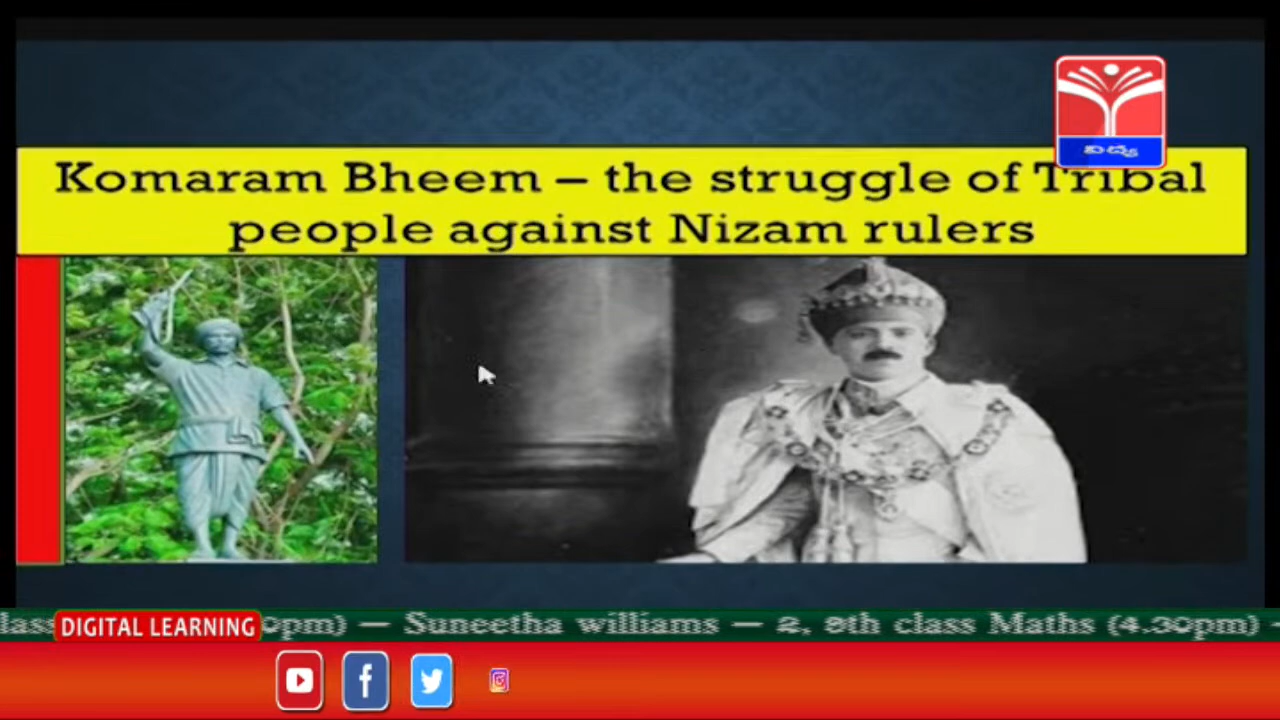 విద్య
Komaram Bheem – the struggle of Tribal
people against Nizam rulers
lass DIGITAL LEARNING 0pm) – Suneetha williams – 2, 9th class Maths (4.30pm) -